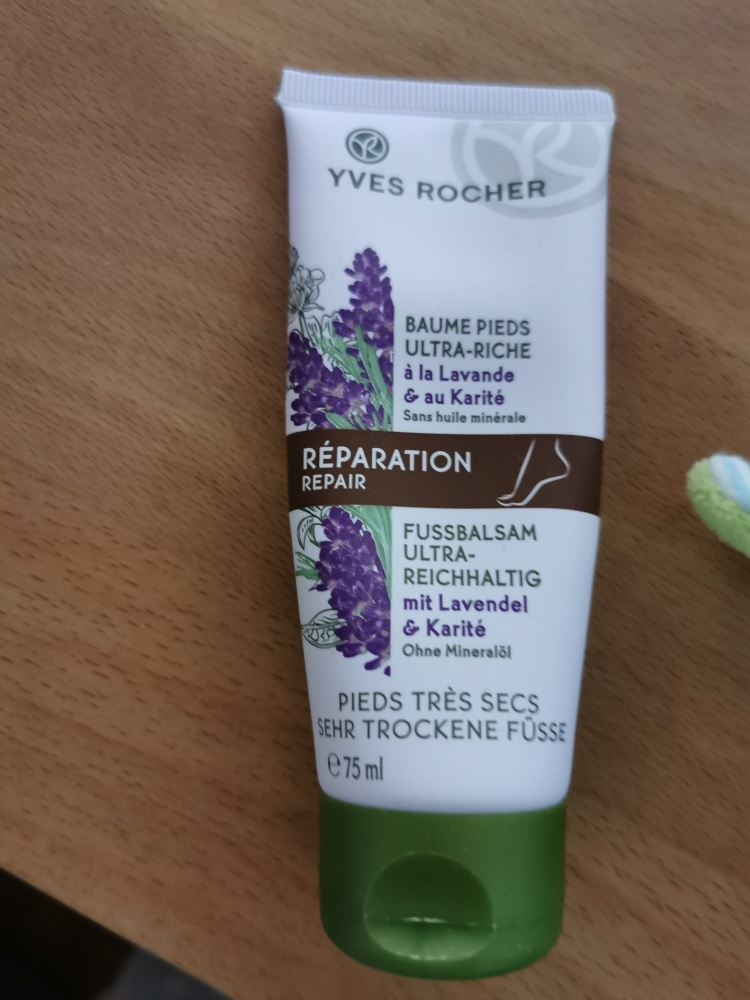 YVES ROCHER
BAUME PIEDS
ULTRA-RICHE
à la Lavande
& au Karité
Sans huile minérale
RÉPARATION
REPAIR
FUSSBALSAM
ULTRA-
REICHHALTIG
mit Lavendel
& Karité
Ohne Mineralöl
PIEDS TRÈS SECS
SEHR TROCKENE FÜSSE
℮75 ml